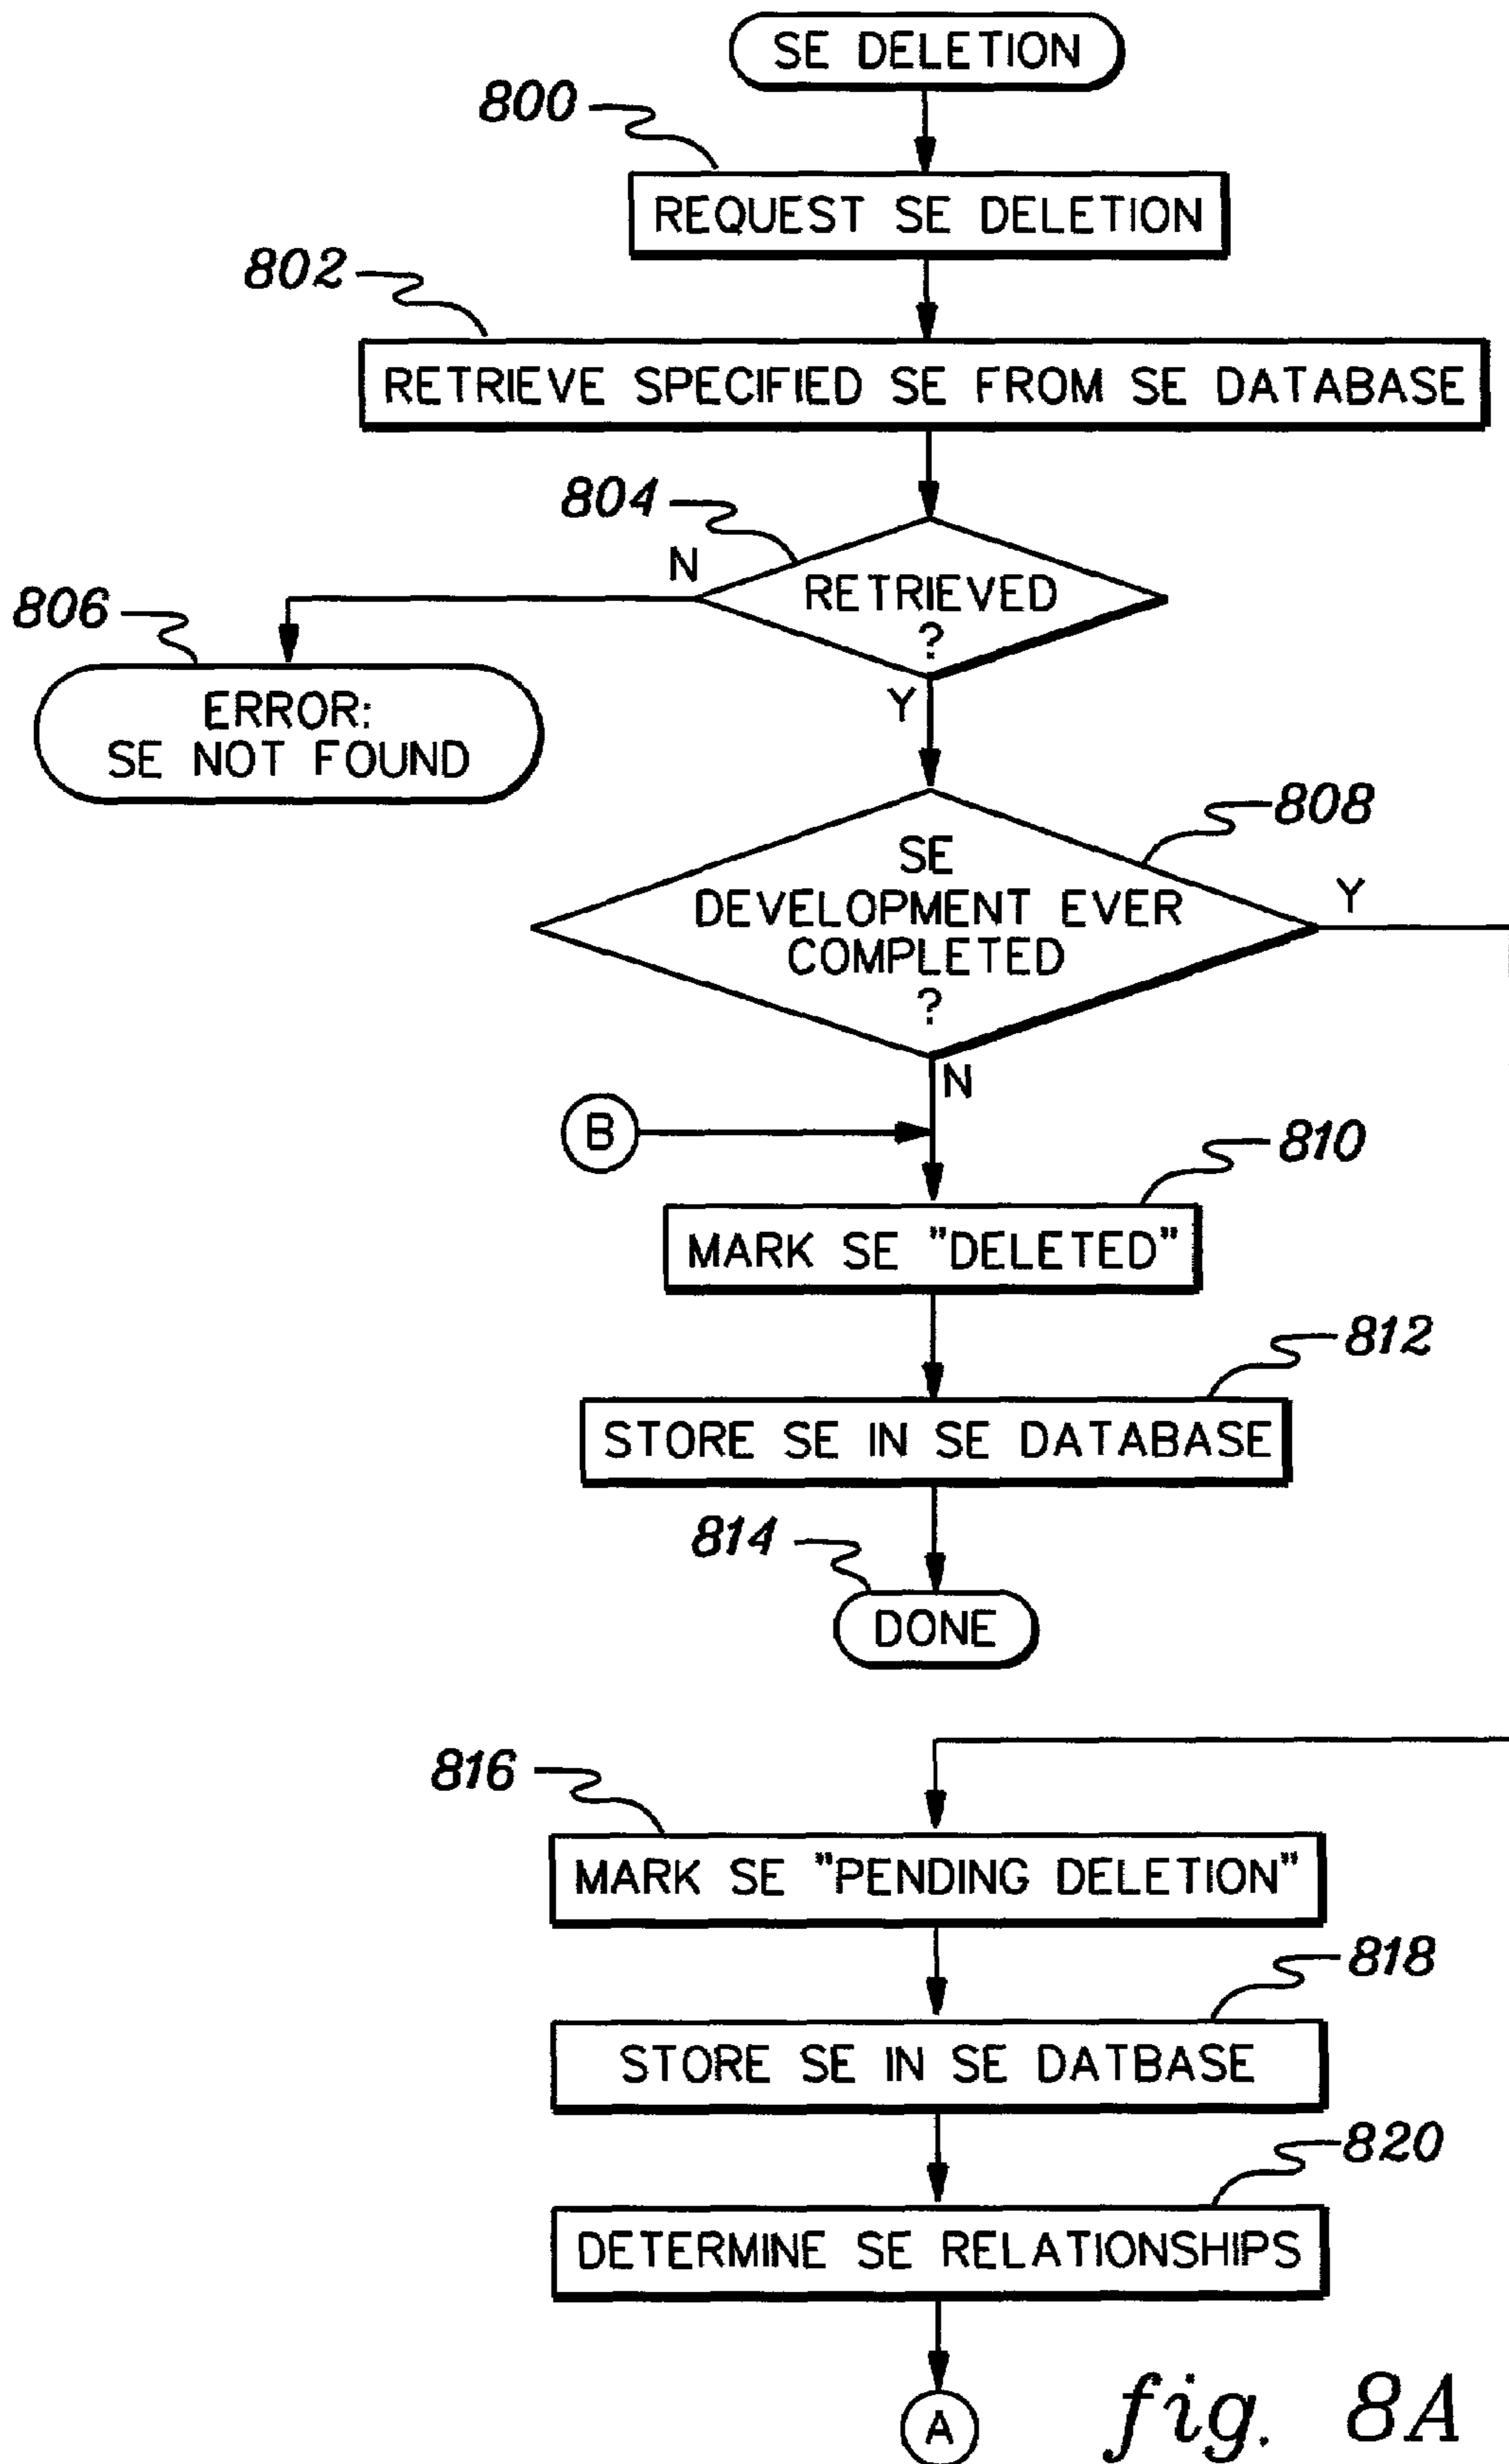 SE DELETION
800
REQUEST SE DELETION
802
RETRIEVE SPECIFIED SE FROM SE DATABASE
804
N
RETRIEVED
?
806
Y
ERROR:
SE NOT FOUND
808
SE
DEVELOPMENT EVER
COMPLETED
?
Y
N
B
810
MARK SE "DELETED"
812
STORE SE IN SE DATABASE
814
DONE
816
MARK SE "PENDING DELETION"
818
STORE SE IN SE DATBASE
820
DETERMINE SE RELATIONSHIPS
A
fig. 8A